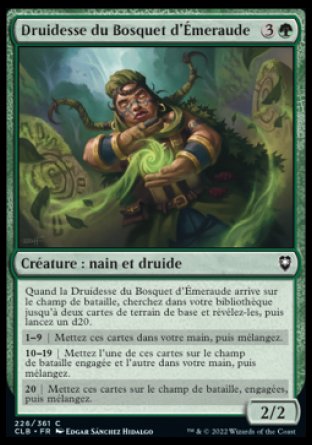 Druidesse du Bosquet d'Émeraude 3
Créature : nain et druide
Quand la Druidesse du Bosquet d'Émeraude arrive sur
le champ de bataille, cherchez dans votre bibliothèque
jusqu'à deux cartes de terrain de base et révélez-les, puis
lancez un d20.
1–9 | Mettez ces cartes dans votre main, puis mélangez.
10–19 | Mettez l'une de ces cartes sur le champ
de bataille engagée et l'autre dans votre main, puis
mélangez.
20 | Mettez ces cartes sur le champ de bataille, engagées,
puis mélangez.
2/2
226/361 C
CLB • FR Edgar Sánchez Hidalgo
™ & © 2022 Wizards of the Coast